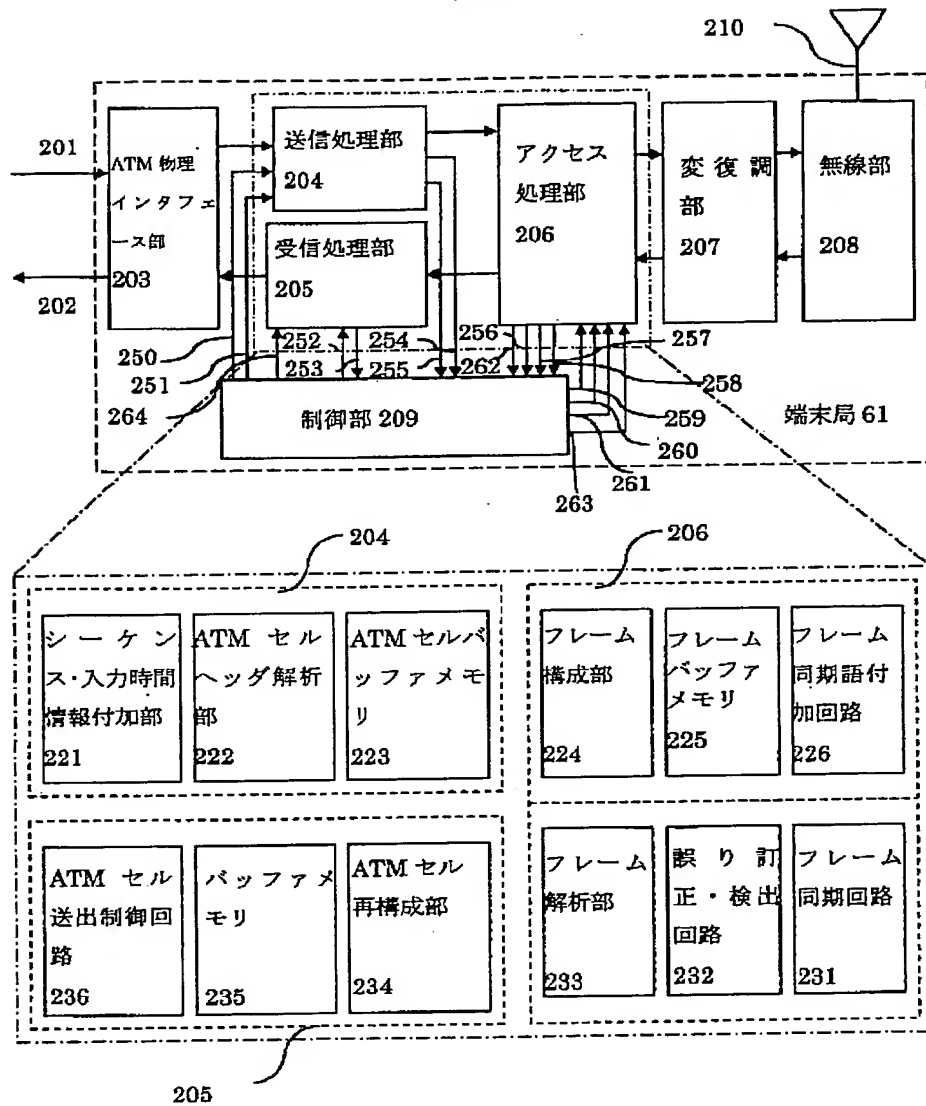 210
201
ATM 物理
インタフェ
ース部
203
202
送信処理部
204
受信処理部
205
アクセス
処理部
206
変復調
部
207
無線部
208
250
251
264
252
253
254
255
256
262
257
258
259
260
261
263
制御部 209
端末局 61
204
206
シーケン
ス・入力時間
情報付加部
221
ATM セル
ヘッダ解析
部
222
ATM セルバ
ッファメモ
リ
223
フレーム
構成部
224
フレーム
バッファ
メモリ
225
フレーム
同期語付
加回路
226
ATM セル
送出制御回
路
236
バッファメ
モリ
235
ATM セル
再構成部
234
フレーム
解析部
233
誤り訂
正・検出
回路
232
フレーム
同期回路
231
205